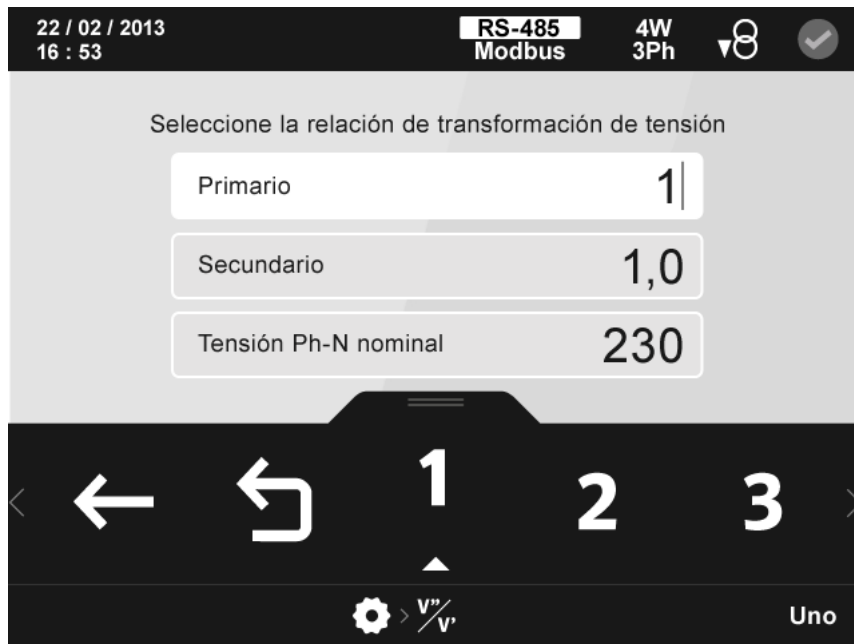 22 / 02 / 2013
16 : 53
RS-485
Modbus
4W
3Ph
Seleccione la relación de transformación de tensión
Primario 1
Secundario 1,0
Tensión Ph-N nominal 230
1 2 3
V”/V’
Uno